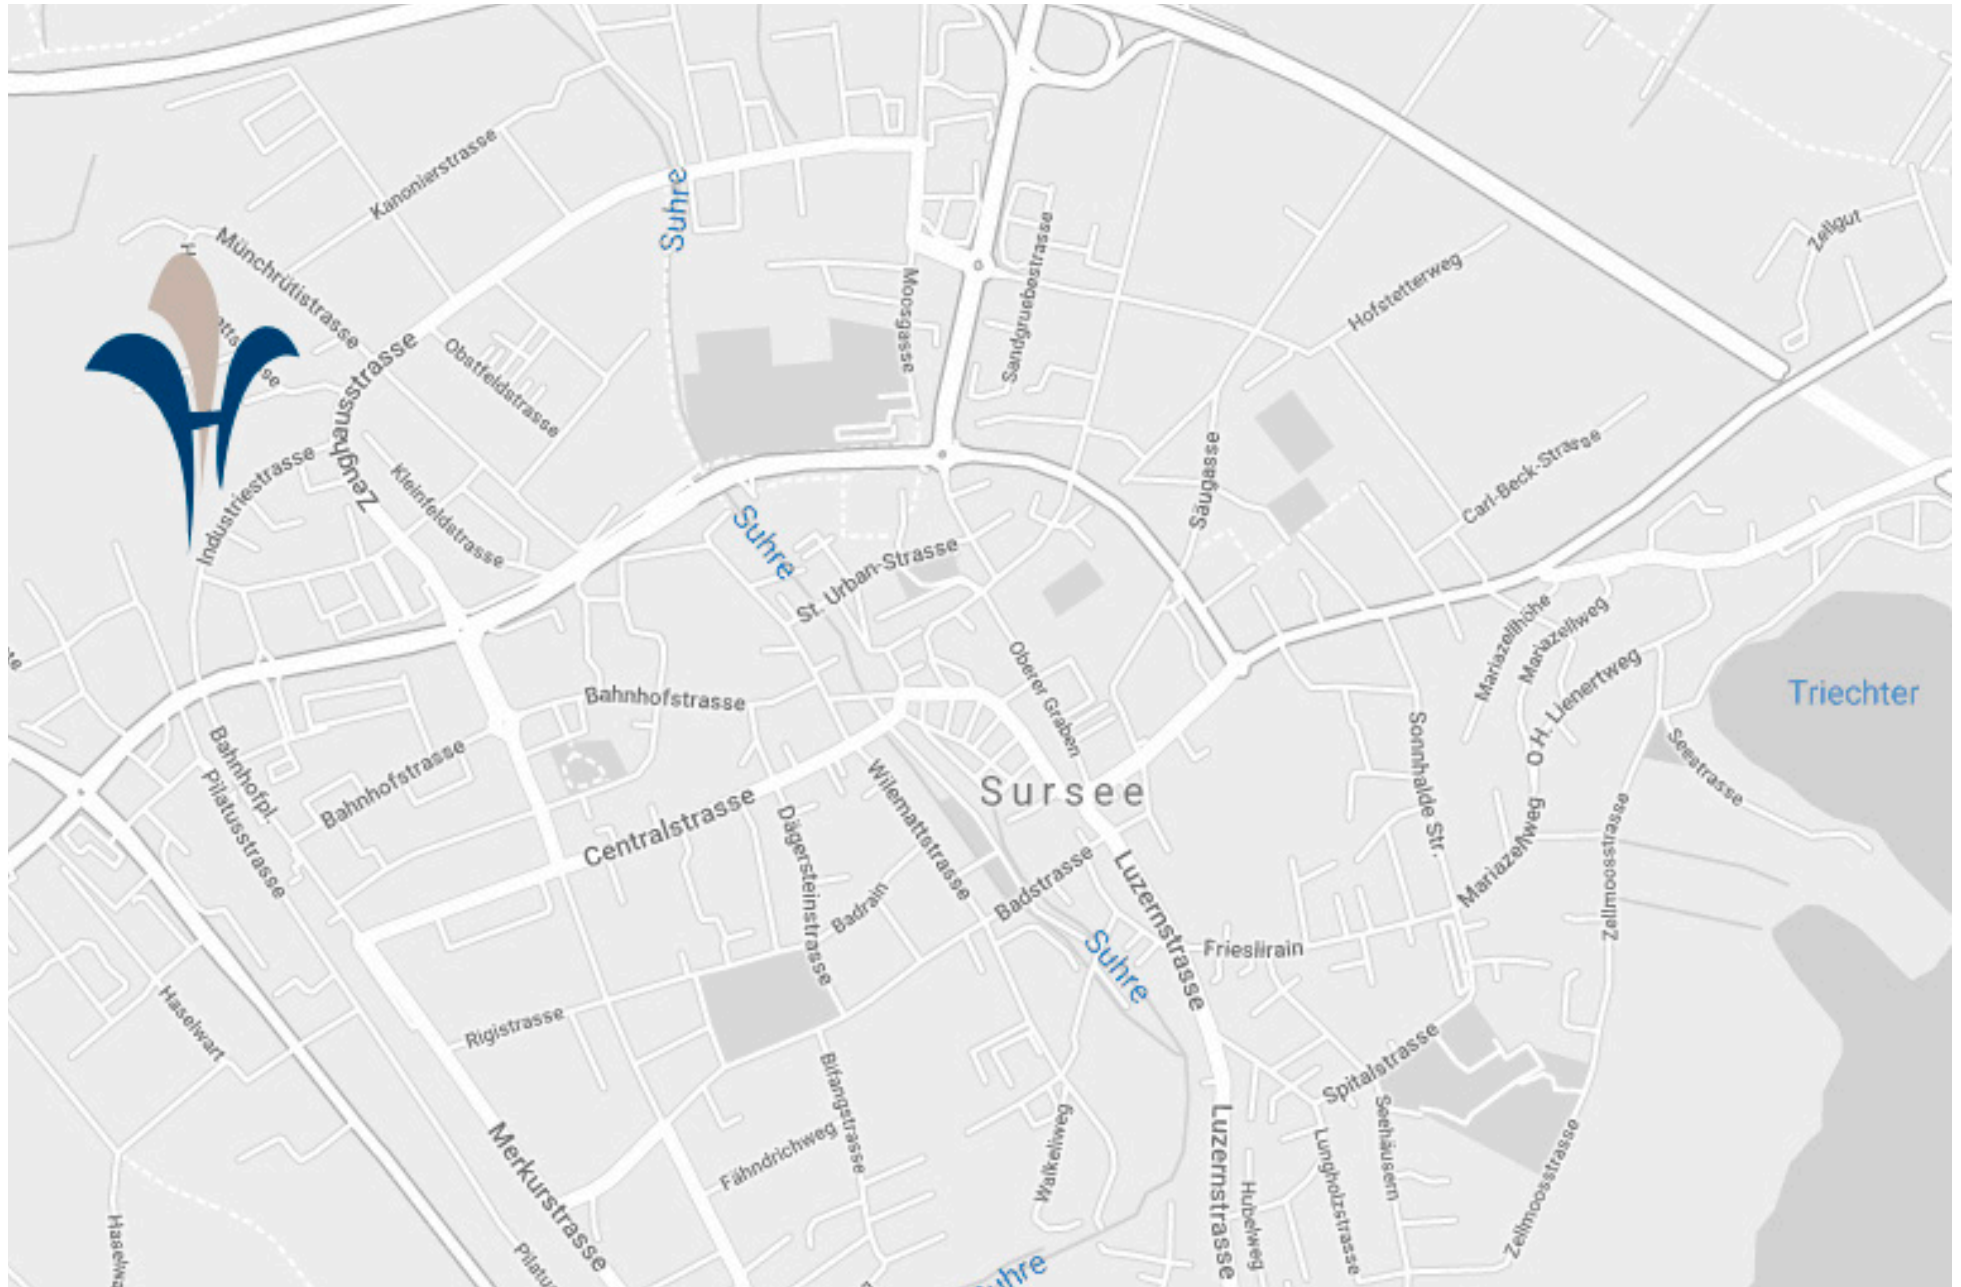 Kanonierstrasse
Suhre
Münchrütistrasse
Zellgut
Hofstetterweg
Sandgruebestrasse
Moosgasse
Obstfeldstrasse
Zeughausstrasse
Carl-Beck-Strasse
Säugasse
Industriestrasse
Kleinfeldstrasse
Suhre
St. Urban-Strasse
Mariazellhöhe
Mariazellweg
Oberer Graben
H. Lienertweg
Triechter
Bahnhofstrasse
Sonnhalde Str.
Seestrasse
Bahnhofpl.
Bahnhofstrasse
Pilatusstrasse
Sursee
Centralstrasse
Wilemattstrasse
Dägersteinstrasse
Mariazellweg
Zellmoosstrasse
Badstrasse
Badrain
Luzernstrasse
Frieslirain
Suhre
Haselwart
Rigistrasse
Spitalstrasse
Bifangstrasse
Seehäusern
Fähndrichweg
Walkeliweg
Merkurstrasse
Luzernstrasse
Lungholzstrasse
Hubelweg
Zellmoosstrasse